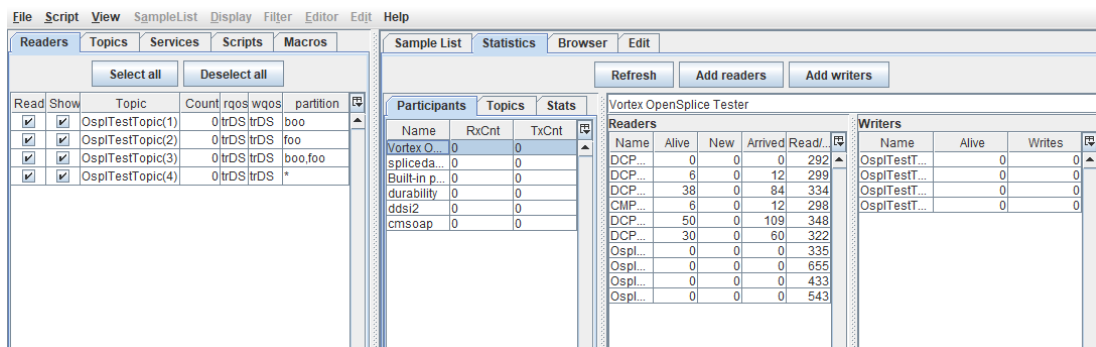 File Script View SampleList Display Filter Editor Edit Help
Readers Topics Services Scripts Macros
Select all Deselect all
Read Show Topic Count rqos wqos partition
OsplTestTopic(1) 0 trDS trDS boo
OsplTestTopic(2) 0 trDS trDS foo
OsplTestTopic(3) 0 trDS trDS boo,foo
OsplTestTopic(4) 0 trDS trDS *
Sample List Statistics Browser Edit
Refresh Add readers Add writers
Participants Topics Stats
Name RxCnt TxCnt
Vortex O... 0 0
spliceda... 0 0
Built-in p... 0 0
durability 0 0
ddsi2 0 0
cmsoap 0 0
Vortex OpenSplice Tester
Readers
Name Alive New Arrived Read/...
DCP... 0 0 0 292
DCP... 6 0 12 299
DCP... 38 0 84 334
CMP... 6 0 12 298
DCP... 50 0 109 348
DCP... 30 0 60 322
Ospl... 0 0 0 335
Ospl... 0 0 0 655
Ospl... 0 0 0 433
Ospl... 0 0 0 543
Writers
Name Alive Writes
OsplTestT... 0 0
OsplTestT... 0 0
OsplTestT... 0 0
OsplTestT... 0 0